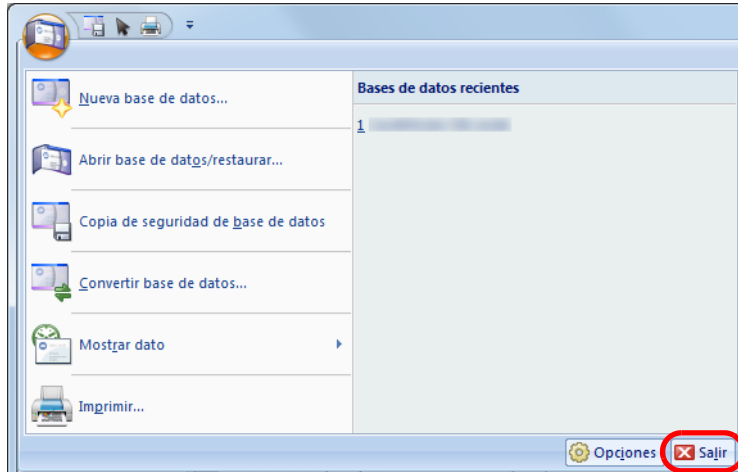 Nueva base de datos...
Abrir base de datos/restaurar...
Copia de seguridad de base de datos
Convertir base de datos...
Mostrar dato
Imprimir...
Bases de datos recientes
1
Opciones
Salir